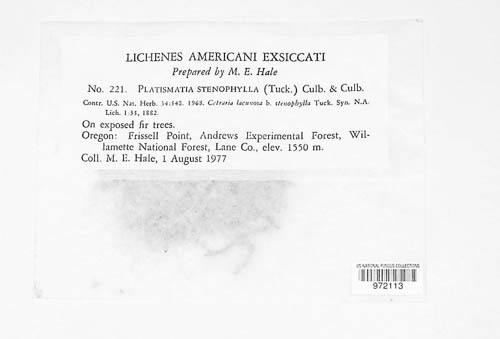 LICHENES AMERICANI EXSICCATI
Prepared by M. E. Hale
No. 221. PLATISMATIA STENOPHYLLA (Tuck.) Culb. & Culb.
Contr. U.S. Nat. Herb. 34:543. 1968. Cetraria lacunosa b. stenophylla Tuck. Syn. N.A.
Lich. 1:35, 1882.
On exposed fir trees.
Oregon: Frissell Point, Andrews Experimental Forest, Wil-
lamette National Forest, Lane Co., elev. 1550 m.
Coll. M. E. Hale, 1 August 1977
US NATIONAL FUNGUS COLLECTIONS
972113